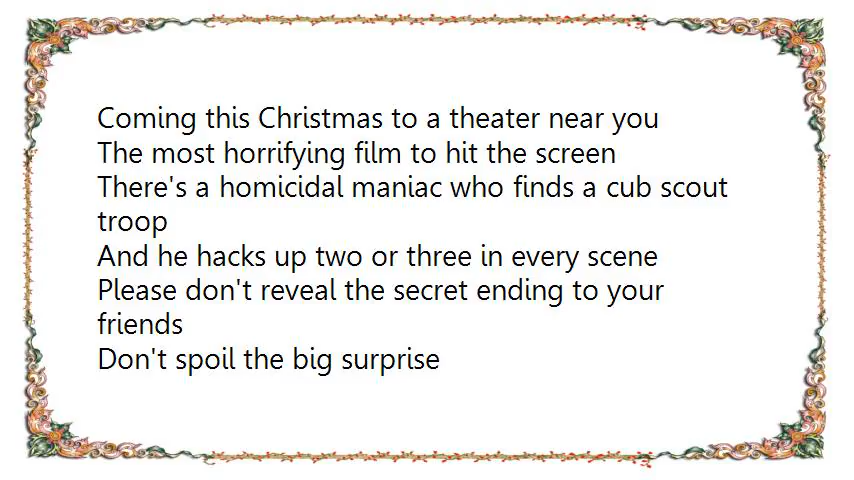 Coming this Christmas to a theater near you
The most horrifying film to hit the screen
There's a homicidal maniac who finds a cub scout
troop
And he hacks up two or three in every scene
Please don't reveal the secret ending to your
friends
Don't spoil the big surprise